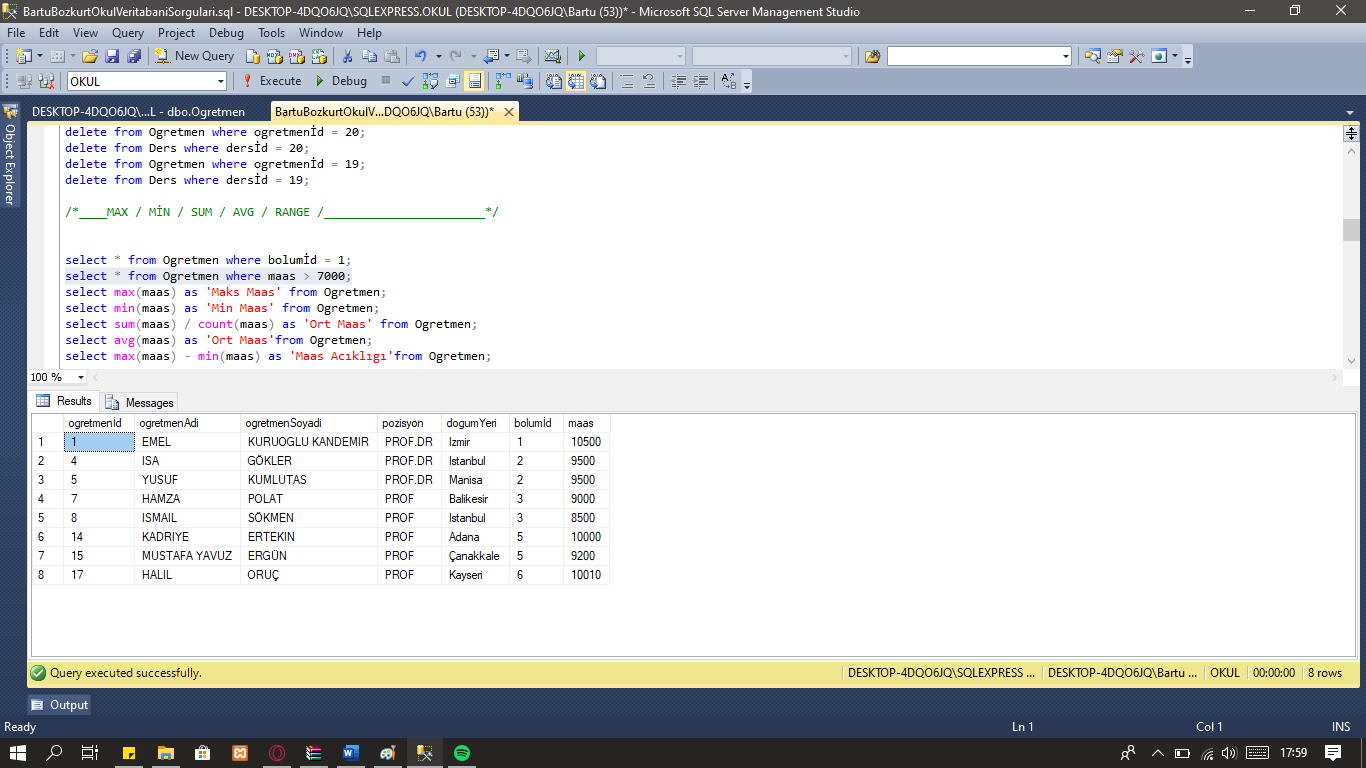 BartuBozkurtOkulVeritabaniSorgulari.sql - DESKTOP-4DQO6JQ\SQLEXPRESS.OKUL (DESKTOP-4DQO6JQ\Bartu (53))* - Microsoft SQL Server Management Studio
File Edit View Query Project Debug Tools Window Help
New Query
OKUL Execute Debug
DESKTOP-4DQO6JQ\...L - dbo.Ogretmen BartuBozkurtOkulV...DQO6JQ\Bartu (53))*
Object Explorer
delete from Ogretmen where ogretmenİd = 20;
delete from Ders where dersİd = 20;
delete from Ogretmen where ogretmenİd = 19;
delete from Ders where dersİd = 19;
/*____MAX / MİN / SUM / AVG / RANGE /_______________________*/
select * from Ogretmen where bolumİd = 1;
select * from Ogretmen where maas > 7000;
select max(maas) as 'Maks Maas' from Ogretmen;
select min(maas) as 'Min Maas' from Ogretmen;
select sum(maas) / count(maas) as 'Ort Maas' from Ogretmen;
select avg(maas) as 'Ort Maas'from Ogretmen;
select max(maas) - min(maas) as 'Maas Acıklıgı'from Ogretmen;
100 %
Results Messages
ogretmenİd ogretmenAdi ogretmenSoyadi pozisyon dogumYeri bolumİd maas
1 1 EMEL KURUOGLU KANDEMIR PROF.DR Izmir 1 10500
2 4 ISA GÖKLER PROF.DR Istanbul 2 9500
3 5 YUSUF KUMLUTAS PROF.DR Manisa 2 9500
4 7 HAMZA POLAT PROF Balikesir 3 9000
5 8 ISMAIL SÖKMEN PROF Istanbul 3 8500
6 14 KADRIYE ERTEKIN PROF Adana 5 10000
7 15 MUSTAFA YAVUZ ERGÜN PROF Çanakkale 5 9200
8 17 HALIL ORUÇ PROF Kayseri 6 10010
Query executed successfully. DESKTOP-4DQO6JQ\SQLEXPRESS ... DESKTOP-4DQO6JQ\Bartu ... OKUL 00:00:00 8 rows
Output
Ready Ln 1 Col 1 INS
17:59